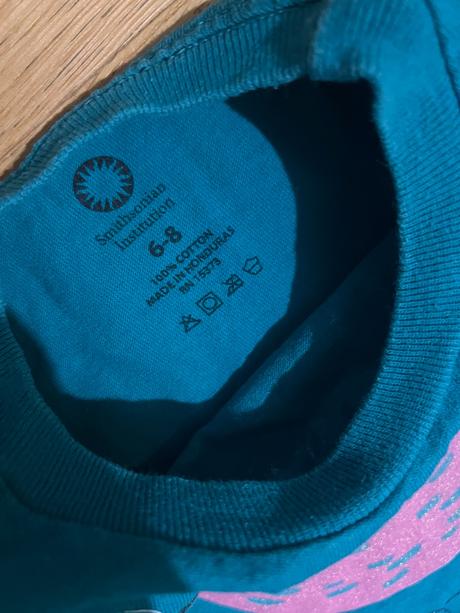 Smithsonian
Institution
6-8
100% COTTON
MADE IN HONDURAS
RN 15373